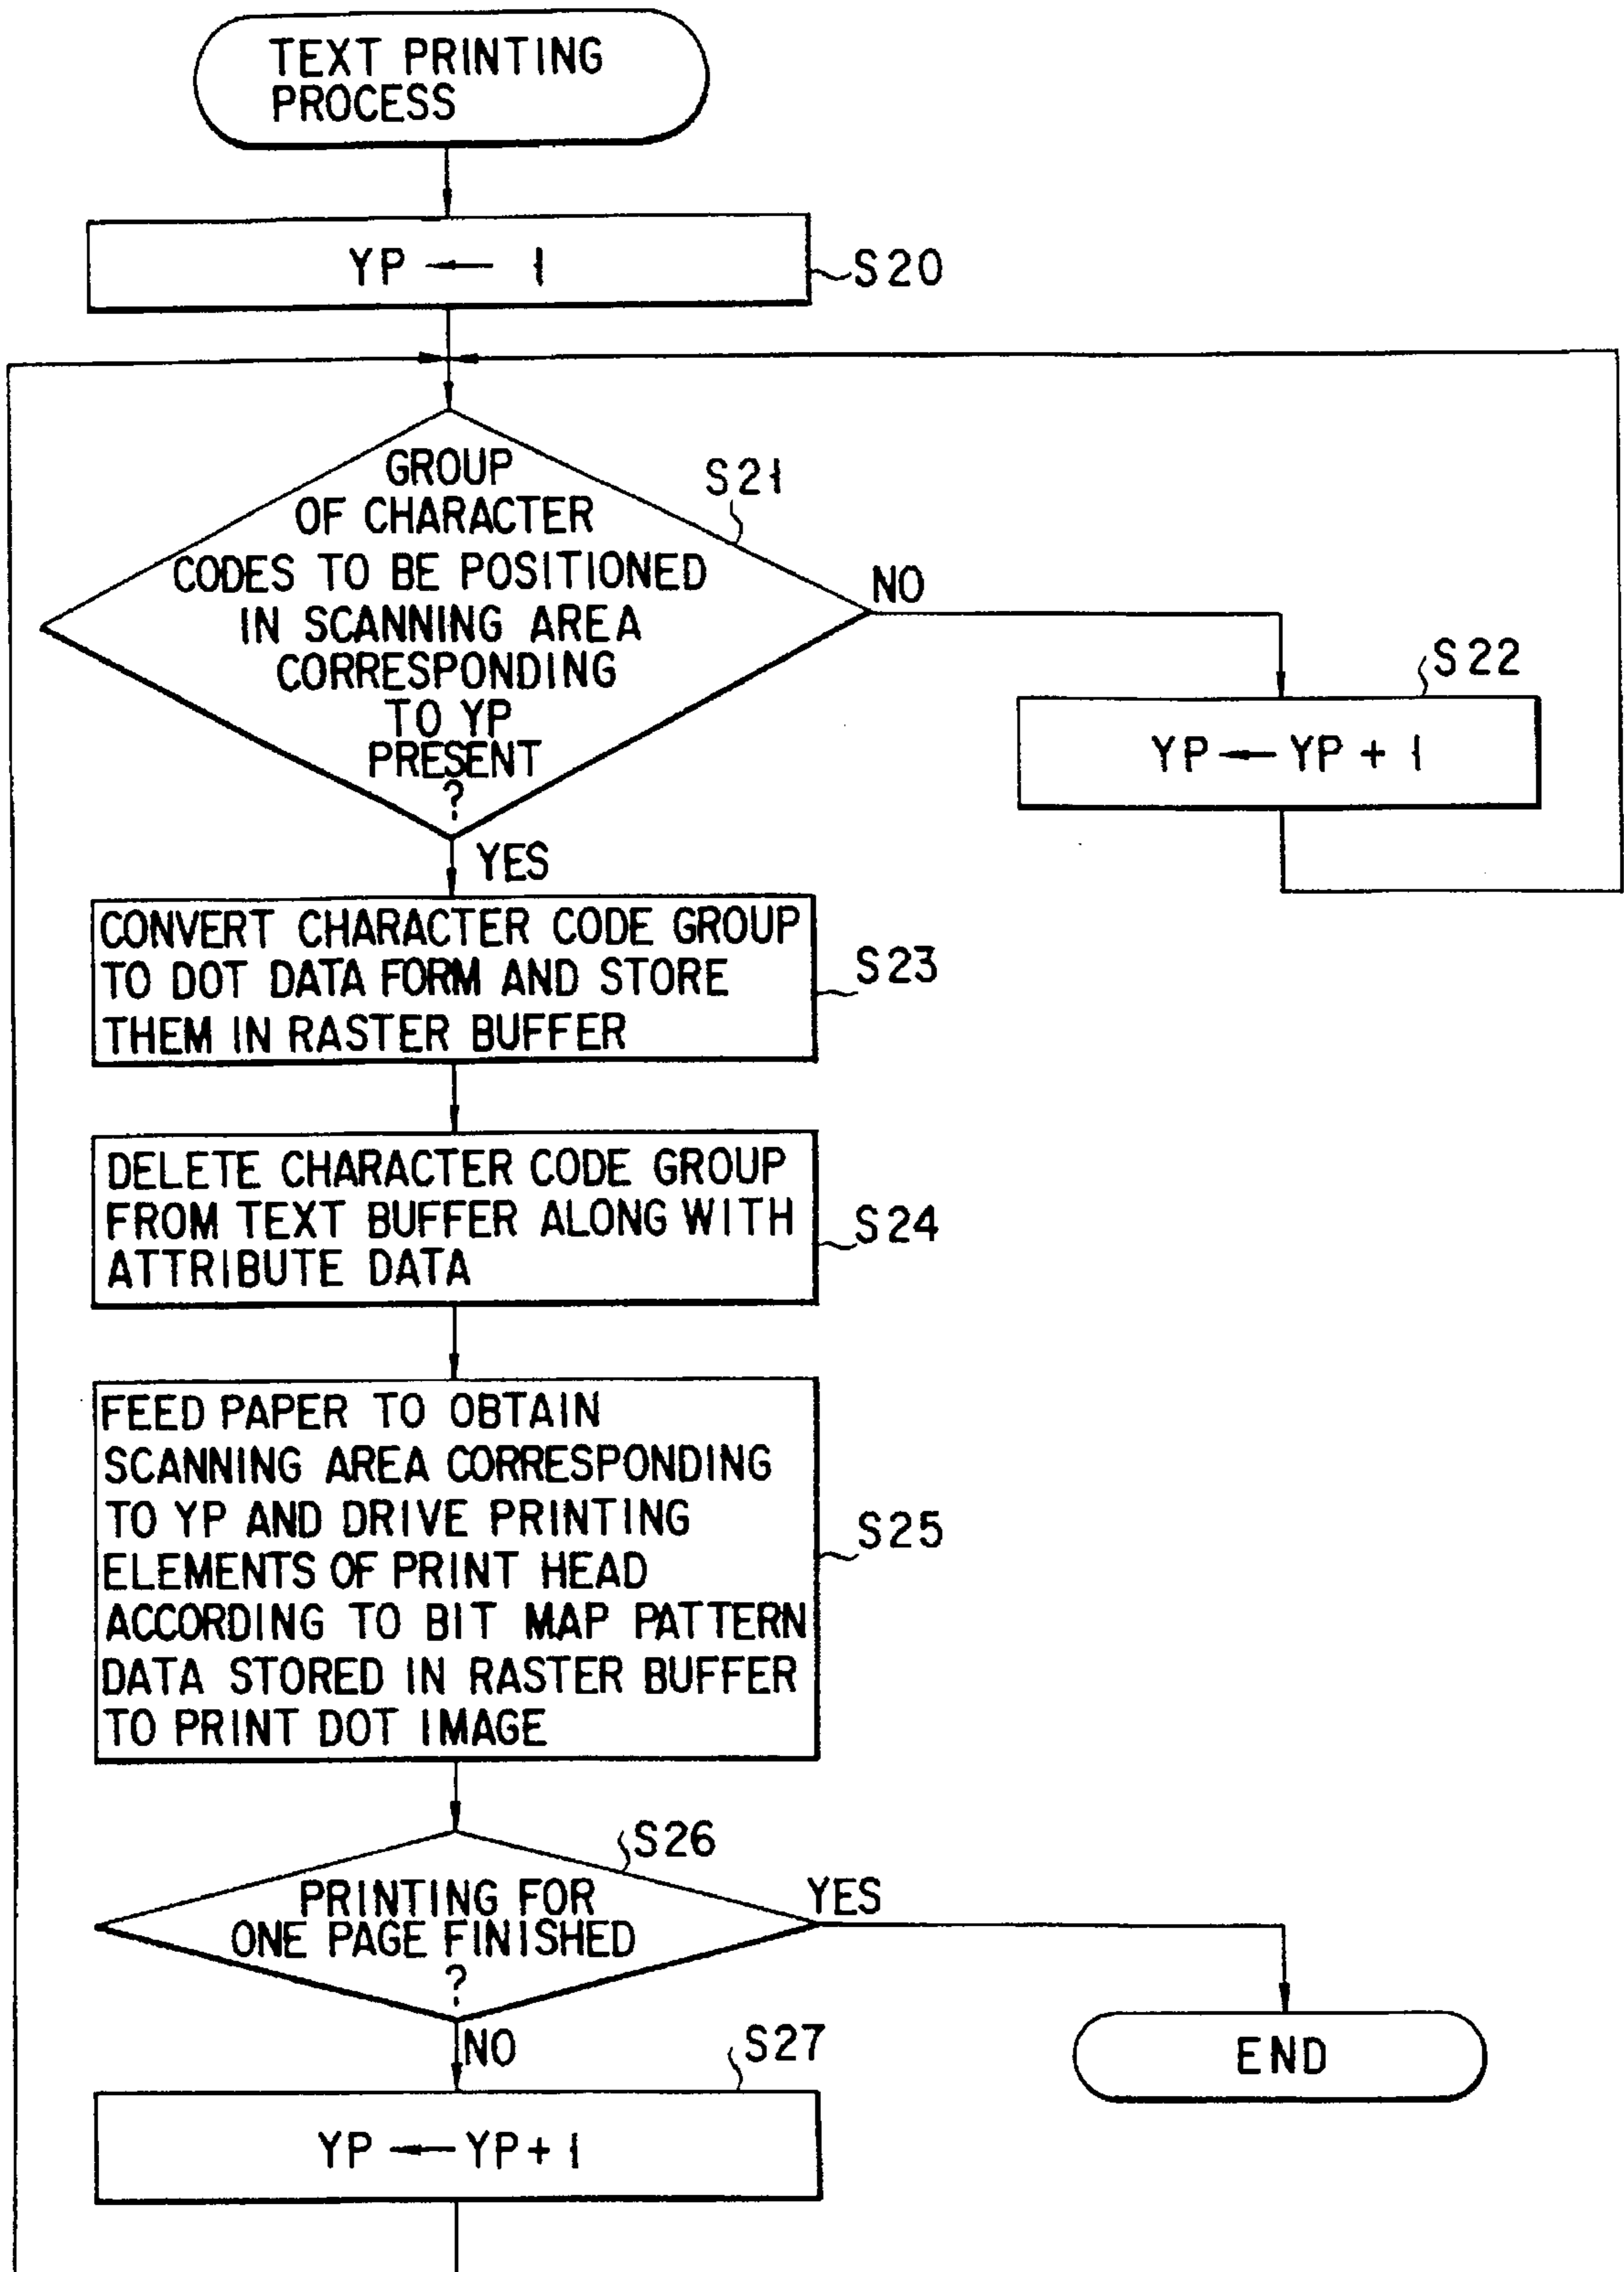 TEXT PRINTING
PROCESS
YP ← 1
S20
GROUP
OF CHARACTER
CODES TO BE POSITIONED
IN SCANNING AREA
CORRESPONDING
TO YP
PRESENT
?
S21
NO
S22
YP ← YP + 1
YES
CONVERT CHARACTER CODE GROUP
TO DOT DATA FORM AND STORE
THEM IN RASTER BUFFER
S23
DELETE CHARACTER CODE GROUP
FROM TEXT BUFFER ALONG WITH
ATTRIBUTE DATA
S24
FEED PAPER TO OBTAIN
SCANNING AREA CORRESPONDING
TO YP AND DRIVE PRINTING
ELEMENTS OF PRINT HEAD
ACCORDING TO BIT MAP PATTERN
DATA STORED IN RASTER BUFFER
TO PRINT DOT IMAGE
S25
S26
PRINTING FOR
ONE PAGE FINISHED
?
YES
END
NO
S27
YP ← YP + 1